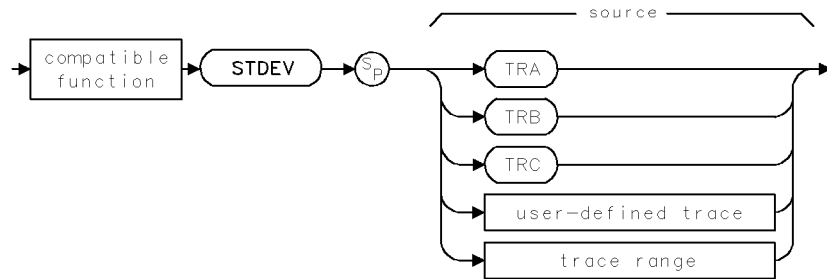 source
compatible
function
STDEV
SP
TRA
TRB
TRC
user–defined trace
trace range